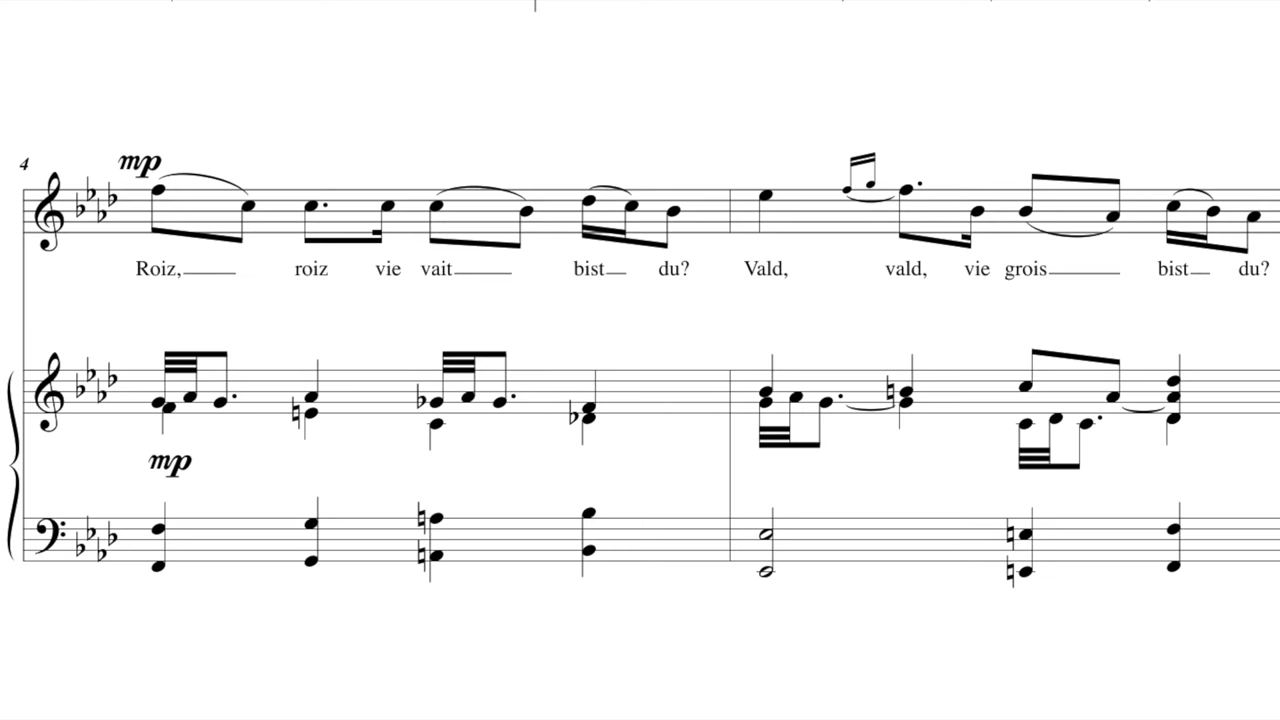 4
mp
Roiz, roiz vie vait bist du? Vald, vald, vie grois bist du?
mp